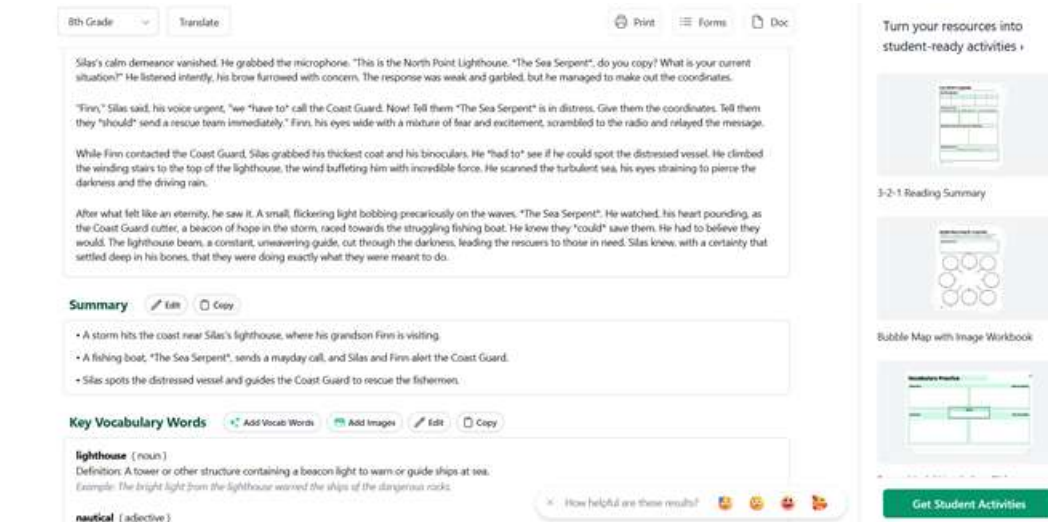 8th Grade
Translate
Print
Forms
Doc
Silas's calm demeanor vanished. He grabbed the microphone. "This is the North Point Lighthouse. *The Sea Serpent*, do you copy? What is your current
situation?" He listened intently, his brow furrowed with concern. The response was weak and garbled, but he managed to make out the coordinates.
"Finn," Silas said, his voice urgent, "we *have to* call the Coast Guard. Now! Tell them *The Sea Serpent* is in distress. Give them the coordinates. Tell them
they *should* send a rescue team immediately." Finn, his eyes wide with a mixture of fear and excitement, scrambled to the radio and relayed the message.
While Finn contacted the Coast Guard, Silas grabbed his thickest coat and his binoculars. He *had to* see if he could spot the distressed vessel. He climbed
the winding stairs to the top of the lighthouse, the wind buffeting him with incredible force. He scanned the turbulent sea, his eyes straining to pierce the
darkness and the driving rain.
After what felt like an eternity, he saw it. A small, flickering light bobbing precariously on the waves. *The Sea Serpent*. He watched, his heart pounding, as
the Coast Guard cutter, a beacon of hope in the storm, raced towards the struggling fishing boat. He knew they *could* save them. He had to believe they
would. The lighthouse beam, a constant, unwavering guide, cut through the darkness, leading the rescuers to those in need. Silas knew, with a certainty that
settled deep in his bones, that they were doing exactly what they were meant to do.
Summary
Edit
Copy
• A storm hits the coast near Silas's lighthouse, where his grandson Finn is visiting.
• A fishing boat, *The Sea Serpent*, sends a mayday call, and Silas and Finn alert the Coast Guard.
• Silas spots the distressed vessel and guides the Coast Guard to rescue the fishermen.
Key Vocabulary Words
Add Vocab Words
Add Images
Edit
Copy
lighthouse (noun)
Definition: A tower or other structure containing a beacon light to warn or guide ships at sea.
Example: The bright light from the lighthouse warned the ships of the dangerous rocks.
nautical (adjective)
How helpful are these results?
Turn your resources into
student-ready activities ›
3-2-1 Reading Summary
Bubble Map with Image Workbook
Vocabulary Practice
Get Student Activities